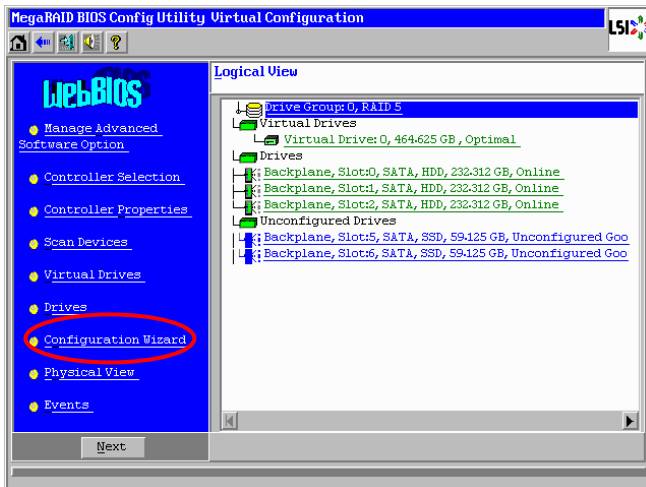 MegaRAID BIOS Config Utility Virtual Configuration
LSI
WebBIOS
Logical View
Manage Advanced
Software Option
Controller Selection
Controller Properties
Scan Devices
Virtual Drives
Drives
Configuration Wizard
Physical View
Events
Next
Drive Group: 0, RAID 5
Virtual Drives
Virtual Drive: 0, 464.625 GB, Optimal
Drives
Backplane, Slot:0, SATA, HDD, 232.312 GB, Online
Backplane, Slot:1, SATA, HDD, 232.312 GB, Online
Backplane, Slot:2, SATA, HDD, 232.312 GB, Online
Unconfigured Drives
Backplane, Slot:5, SATA, SSD, 59.125 GB, Unconfigured Goo
Backplane, Slot:6, SATA, SSD, 59.125 GB, Unconfigured Goo